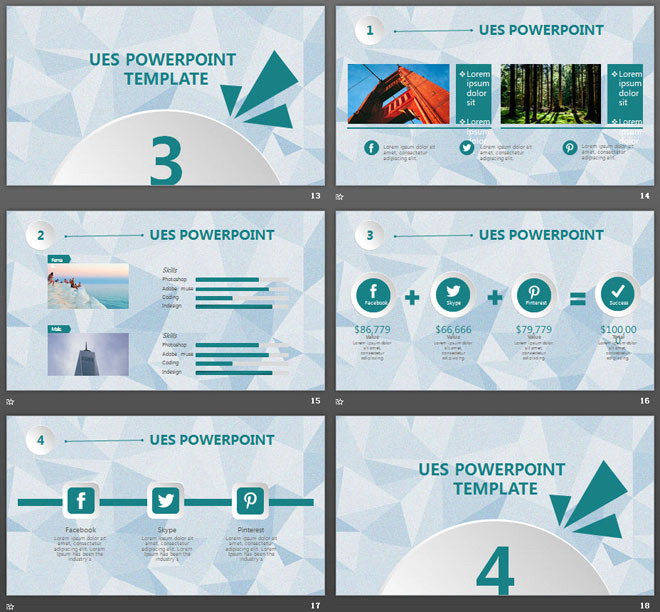 UES POWERPOINT
TEMPLATE
3
13
1
UES POWERPOINT
Lorem
ipsum
dolor
sit
Lorem
ipsum
Lorem
ipsum
dolor
sit
Lorem
ipsum
Lorem ipsum dolor sit
amet, consectetur
adipiscing elit.
Lorem ipsum dolor sit
amet, consectetur
adipiscing elit.
Lorem ipsum dolor sit
amet, consectetur
adipiscing elit.
14
2
UES POWERPOINT
Skills
Photoshop
Adobe muse
Coding
Indesign
Male
Skills
Photoshop
Adobe muse
Coding
Indesign
15
3
UES POWERPOINT
Facebook
Skype
Pinterest
Success
$86,779
$66,666
$79,779
$100,00
Value
Value
Value
Lorem ipsum dolor
sit amet,
consectetur
adipiscing elit.
Lorem ipsum dolor
sit amet,
consectetur
adipiscing elit.
Lorem ipsum dolor
sit amet,
consectetur
adipiscing elit.
Lorem ipsum dolor
sit amet,
consectetur
adipiscing elit.
16
4
UES POWERPOINT
Facebook
Skype
Pinterest
Lorem ipsum dolor sit
amet, consectetur
adipiscing elit. Lorem
Ipsum has been the
industry's
Lorem ipsum dolor sit
amet, consectetur
adipiscing elit. Lorem
Ipsum has been the
industry's
Lorem ipsum dolor sit
amet, consectetur
adipiscing elit. Lorem
Ipsum has been the
industry's
17
UES POWERPOINT
TEMPLATE
4
18